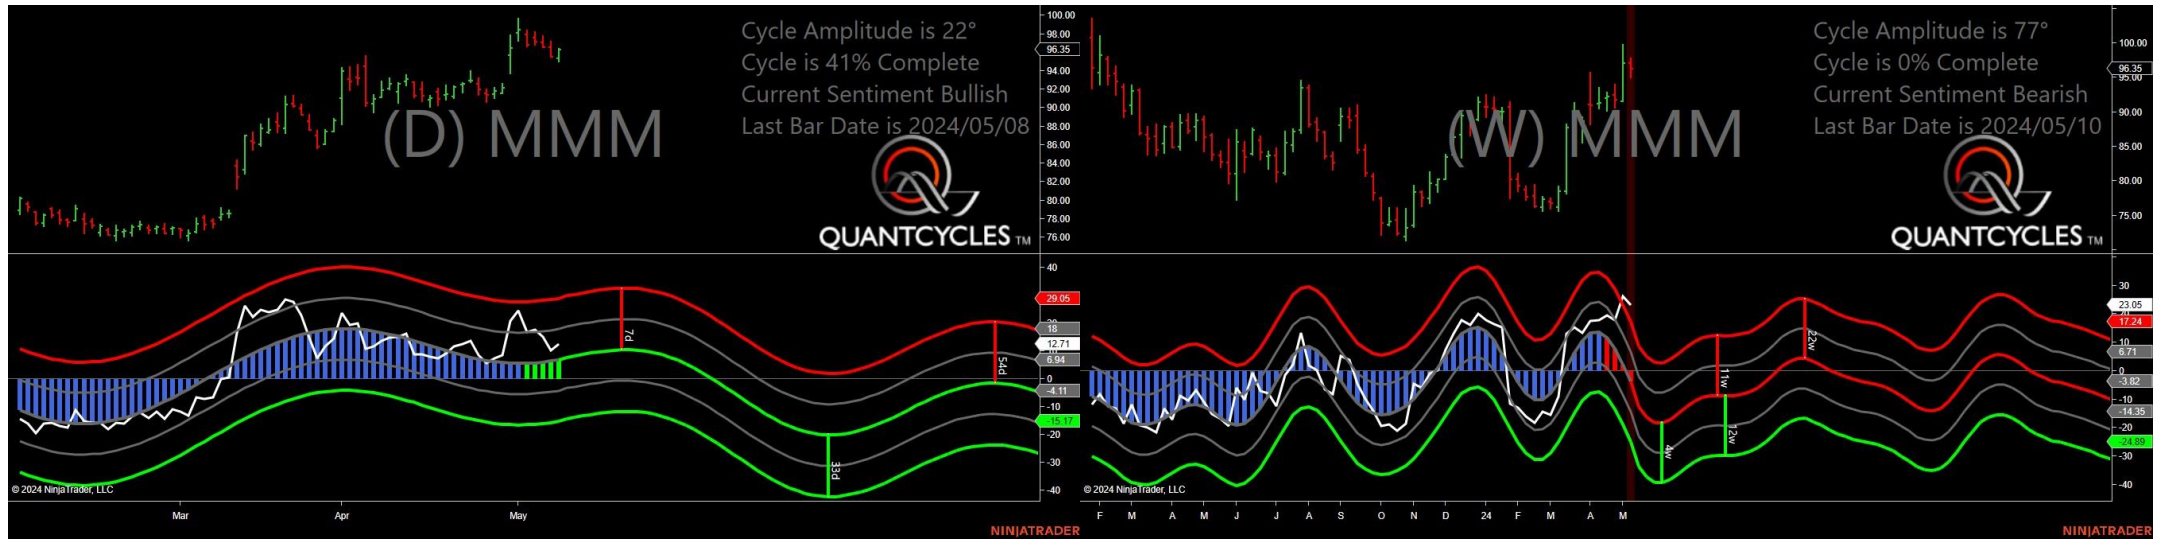 Cycle Amplitude is 22°
Cycle is 41% Complete
Current Sentiment Bullish
Last Bar Date is 2024/05/08
(D) MMM
QUANTCYCLES TM
100.00
98.00
96.35
94.00
92.00
90.00
88.00
86.00
84.00
82.00
80.00
78.00
76.00
40
29.05
18
12.71
6.94
0
-4.11
-10
-15.17
-20
-30
-40
7d
33d
54d
© 2024 NinjaTrader, LLC
Mar Apr May
NINJATRADER
Cycle Amplitude is 77°
Cycle is 0% Complete
Current Sentiment Bearish
Last Bar Date is 2024/05/10
(W) MMM
QUANTCYCLES TM
100.00
96.35
95.00
90.00
85.00
80.00
75.00
30
23.05
17.24
10
6.71
0
-3.82
-14.35
-20
-24.89
-30
-40
4w
11w
12w
22w
© 2024 NinjaTrader, LLC
F M A M J J A S O N D 24 F M A M
NINJATRADER